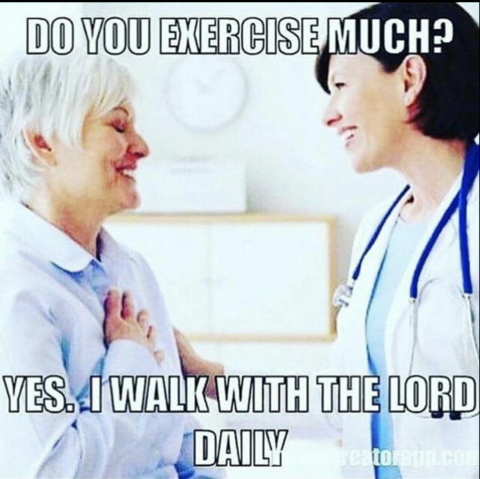 DO YOU EXERCISE MUCH?
YES. I WALK WITH THE LORD
DAILY